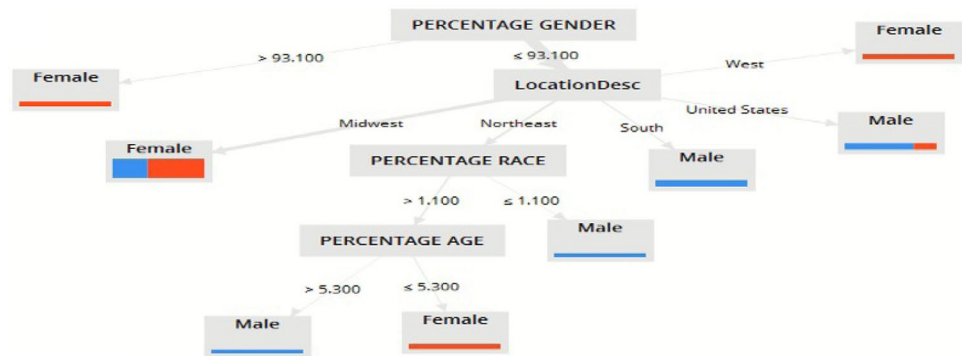 PERCENTAGE GENDER
> 93.100
≤ 93.100
Female
Female
West
LocationDesc
United States
Midwest
Northeast
South
Male
Female
PERCENTAGE RACE
Male
> 1.100
≤ 1.100
PERCENTAGE AGE
Male
> 5.300
≤ 5.300
Male
Female